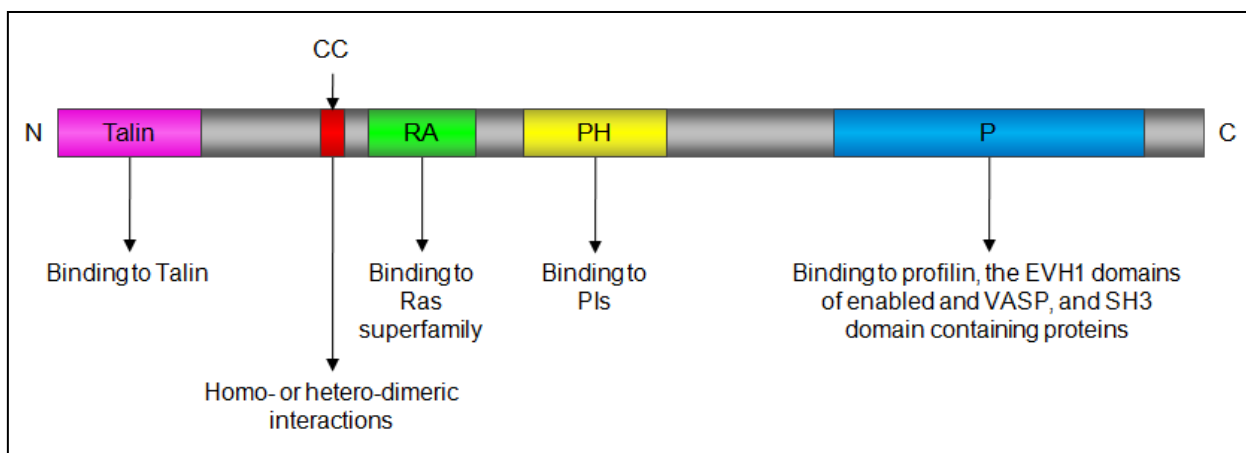 CC
N
Talin
RA
PH
P
C
Binding to Talin
Binding to
Ras
superfamily
Binding to
PIs
Binding to profilin, the EVH1 domains
of enabled and VASP, and SH3
domain containing proteins
Homo- or hetero-dimeric
interactions